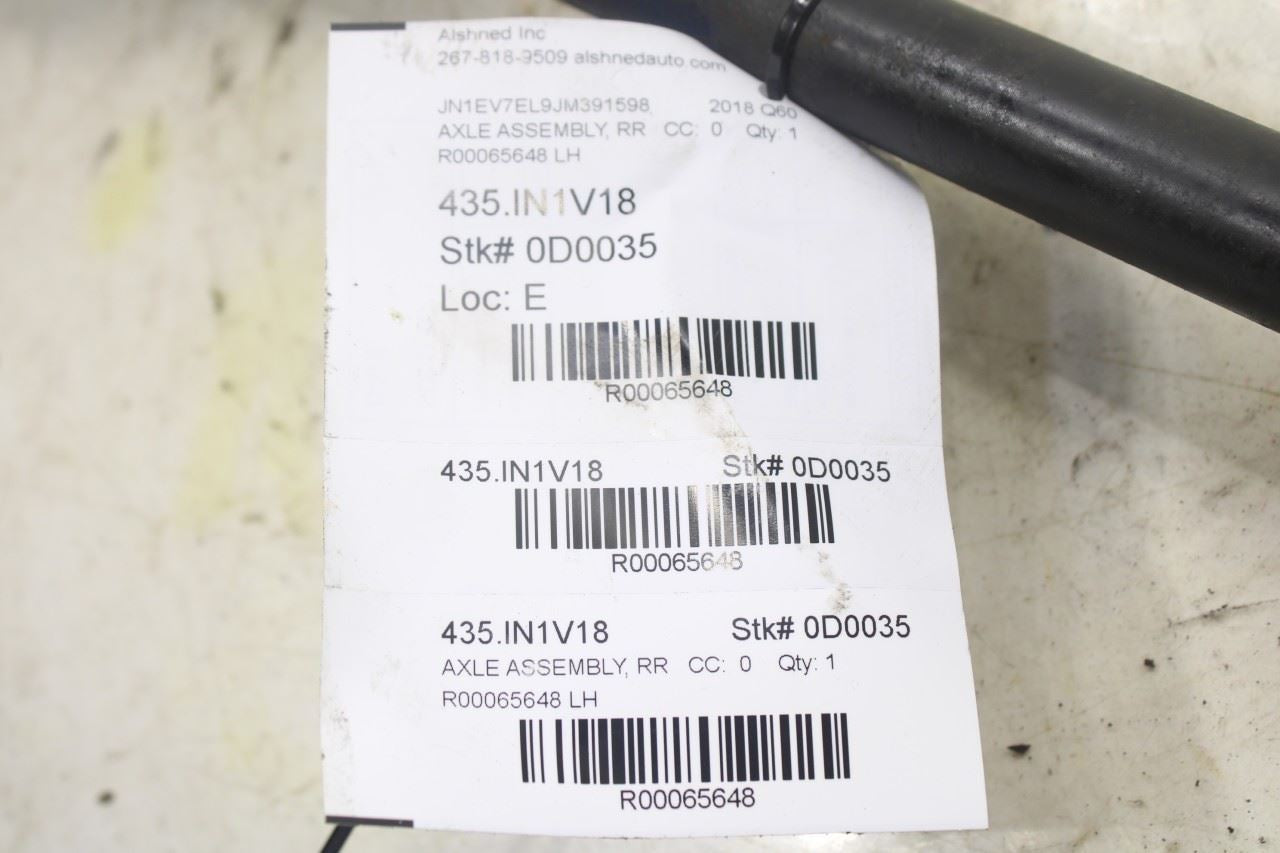 Alshned Inc
267-818-9509 alshnedauto.com
JN1EV7EL9JM391598 2018 Q60
AXLE ASSEMBLY, RR CC: 0 Qty: 1
R00065648 LH
435.IN1V18
Stk# 0D0035
Loc: E
R00065648
435.IN1V18 Stk# 0D0035
R00065648
435.IN1V18 Stk# 0D0035
AXLE ASSEMBLY, RR CC: 0 Qty: 1
R00065648 LH
R00065648